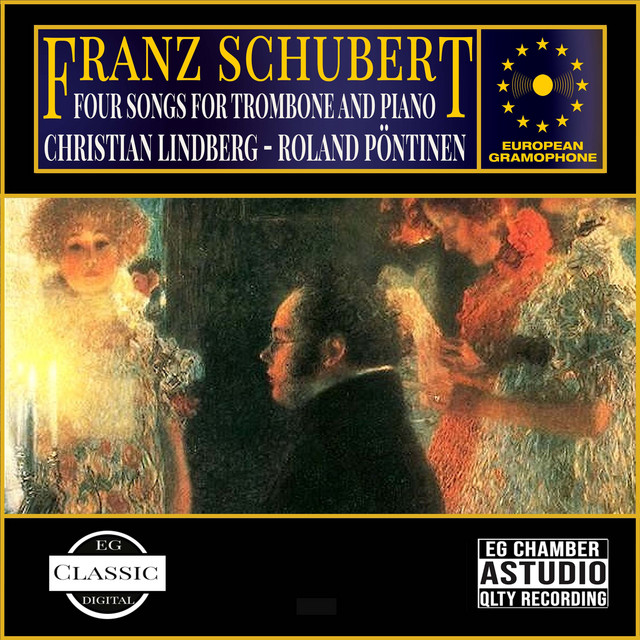 FRANZ SCHUBERT
FOUR SONGS FOR TROMBONE AND PIANO
CHRISTIAN LINDBERG - ROLAND PÖNTINEN
EUROPEAN
GRAMOPHONE
EG
CLASSIC
DIGITAL
EG CHAMBER
ASTUDIO
QLTY RECORDING